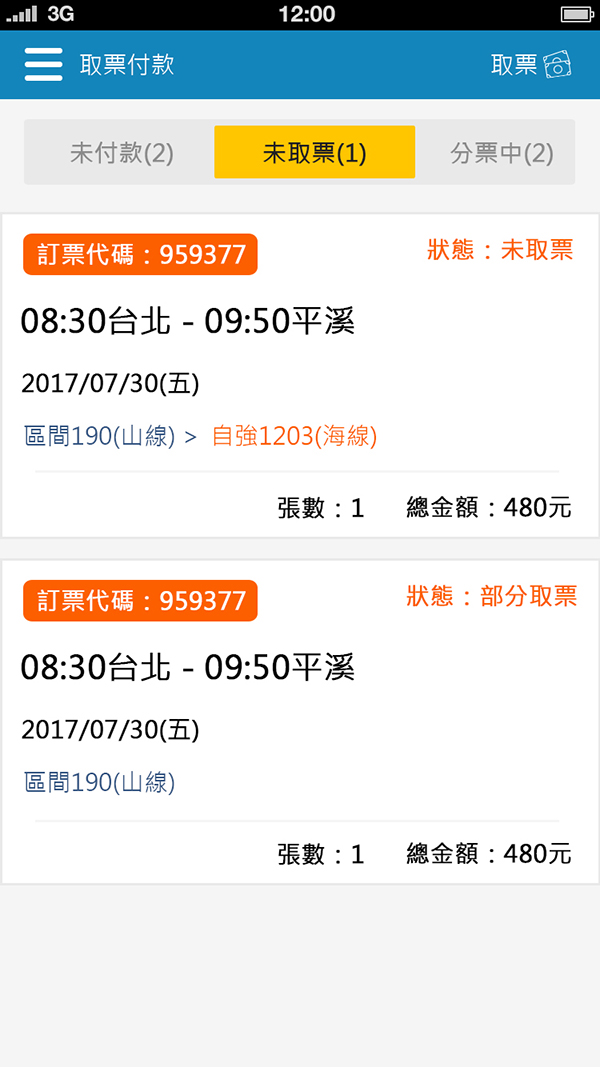 3G 12:00
取票付款 取票
未付款(2) 未取票(1) 分票中(2)
訂票代碼：959377 狀態：未取票
08:30台北 - 09:50平溪
2017/07/30(五)
區間190(山線) > 自強1203(海線)
張數：1 總金額：480元
訂票代碼：959377 狀態：部分取票
08:30台北 - 09:50平溪
2017/07/30(五)
區間190(山線)
張數：1 總金額：480元